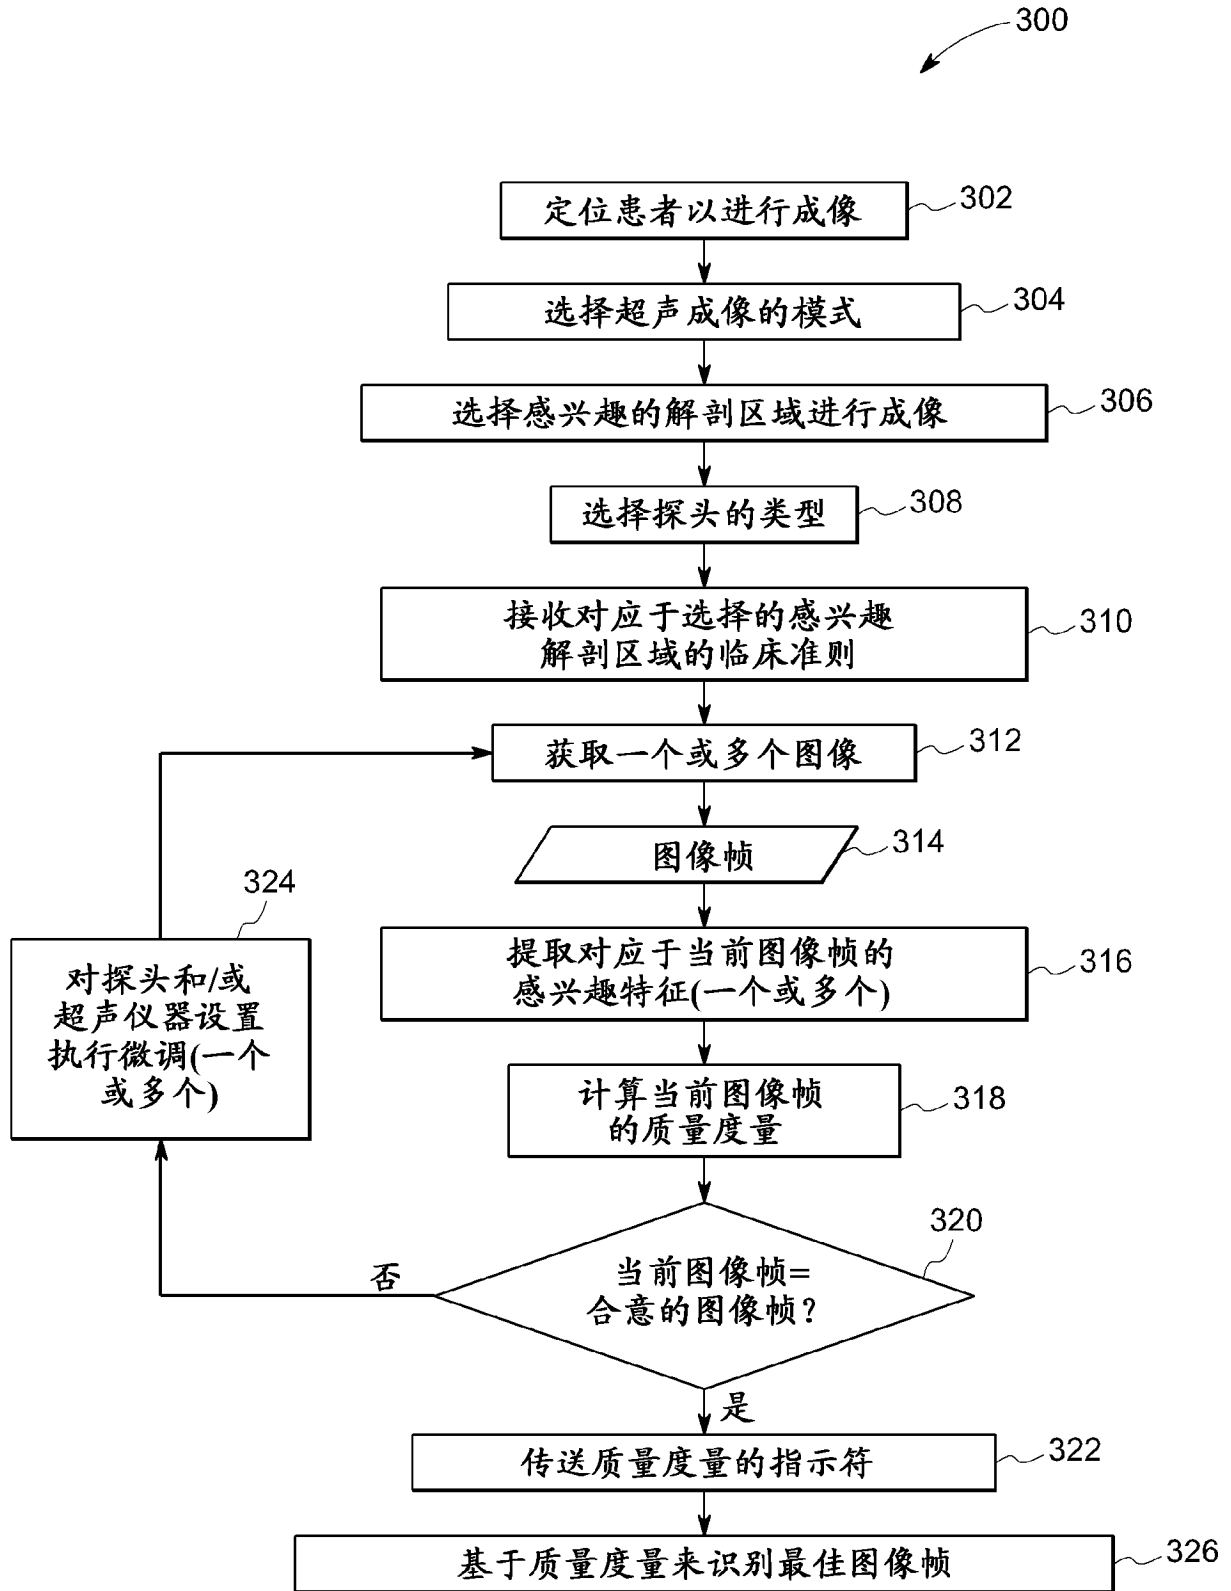 300
定位患者以进行成像
302
选择超声成像的模式
304
选择感兴趣的解剖区域进行成像
306
选择探头的类型
308
接收对应于选择的感兴趣
解剖区域的临床准则
310
获取一个或多个图像
312
图像帧
314
324
对探头和/或
超声仪器设置
执行微调(一个
或多个)
提取对应于当前图像帧的
感兴趣特征(一个或多个)
316
计算当前图像帧
的质量度量
318
320
当前图像帧=
合意的图像帧?
否
是
传送质量度量的指示符
322
基于质量度量来识别最佳图像帧
326